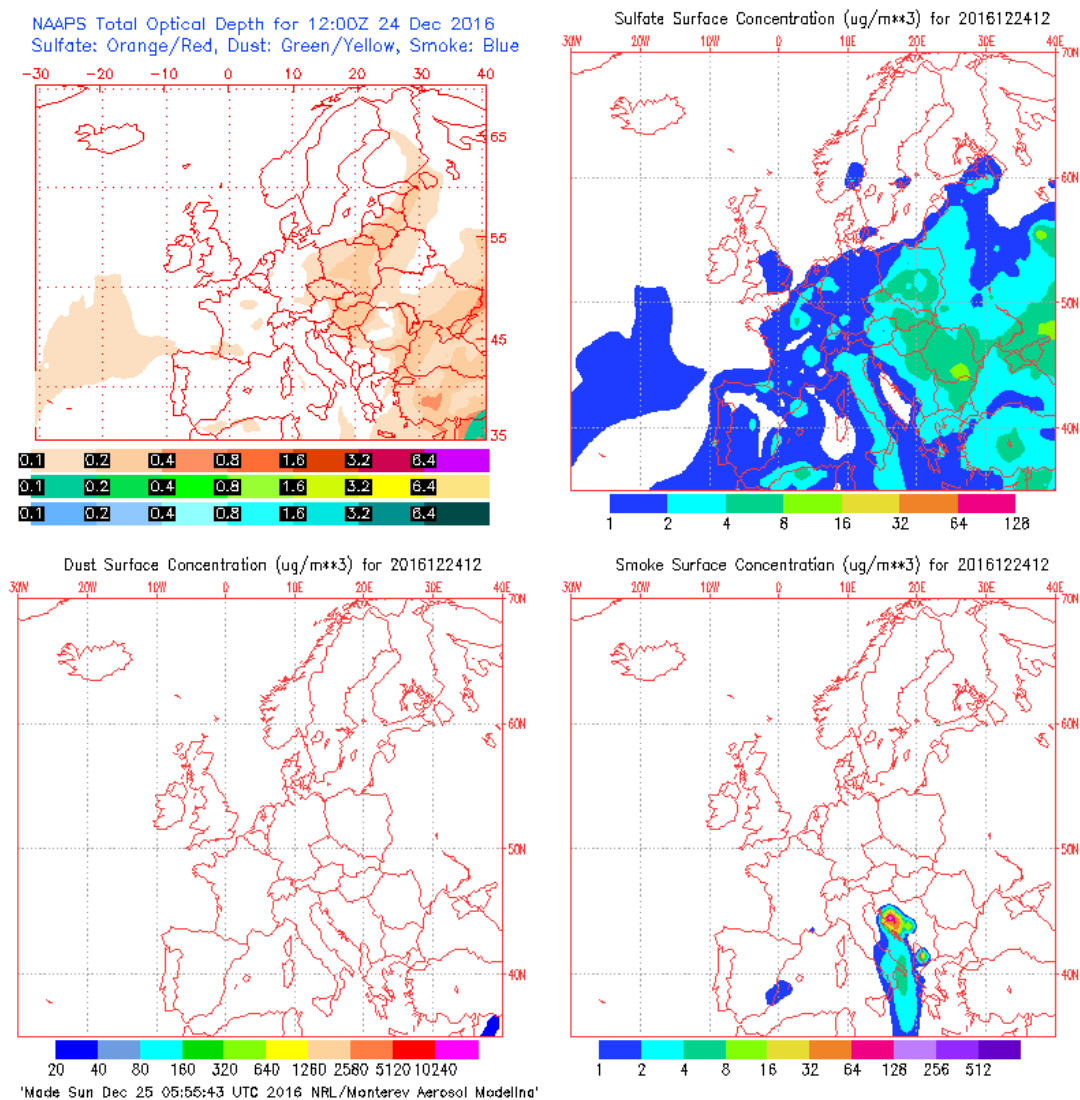 NAAPS Total Optical Depth for 12:00Z 24 Dec 2016
Sulfate: Orange/Red, Dust: Green/Yellow, Smoke: Blue
-30 -20 -10 0 10 20 30 40
65
55
45
35
0.1 0.2 0.4 0.8 1.6 3.2 6.4
0.1 0.2 0.4 0.8 1.6 3.2 6.4
0.1 0.2 0.4 0.8 1.6 3.2 6.4
Sulfate Surface Concentration (ug/m**3) for 2016122412
30W 20W 10W 0 10E 20E 30E 40E
70N
60N
50N
40N
1 2 4 8 16 32 64 128
Dust Surface Concentration (ug/m**3) for 2016122412
30W 20W 10W 0 10E 20E 30E 40E
70N
60N
50N
40N
20 40 80 160 320 640 1280 2560 5120 10240
'Made Sun Dec 25 05:55:43 UTC 2016 NRL/Monterey Aerosol Modeling'
Smoke Surface Concentration (ug/m**3) for 2016122412
30W 20W 10W 0 10E 20E 30E 40E
70N
60N
50N
40N
1 2 4 8 16 32 64 128 256 512